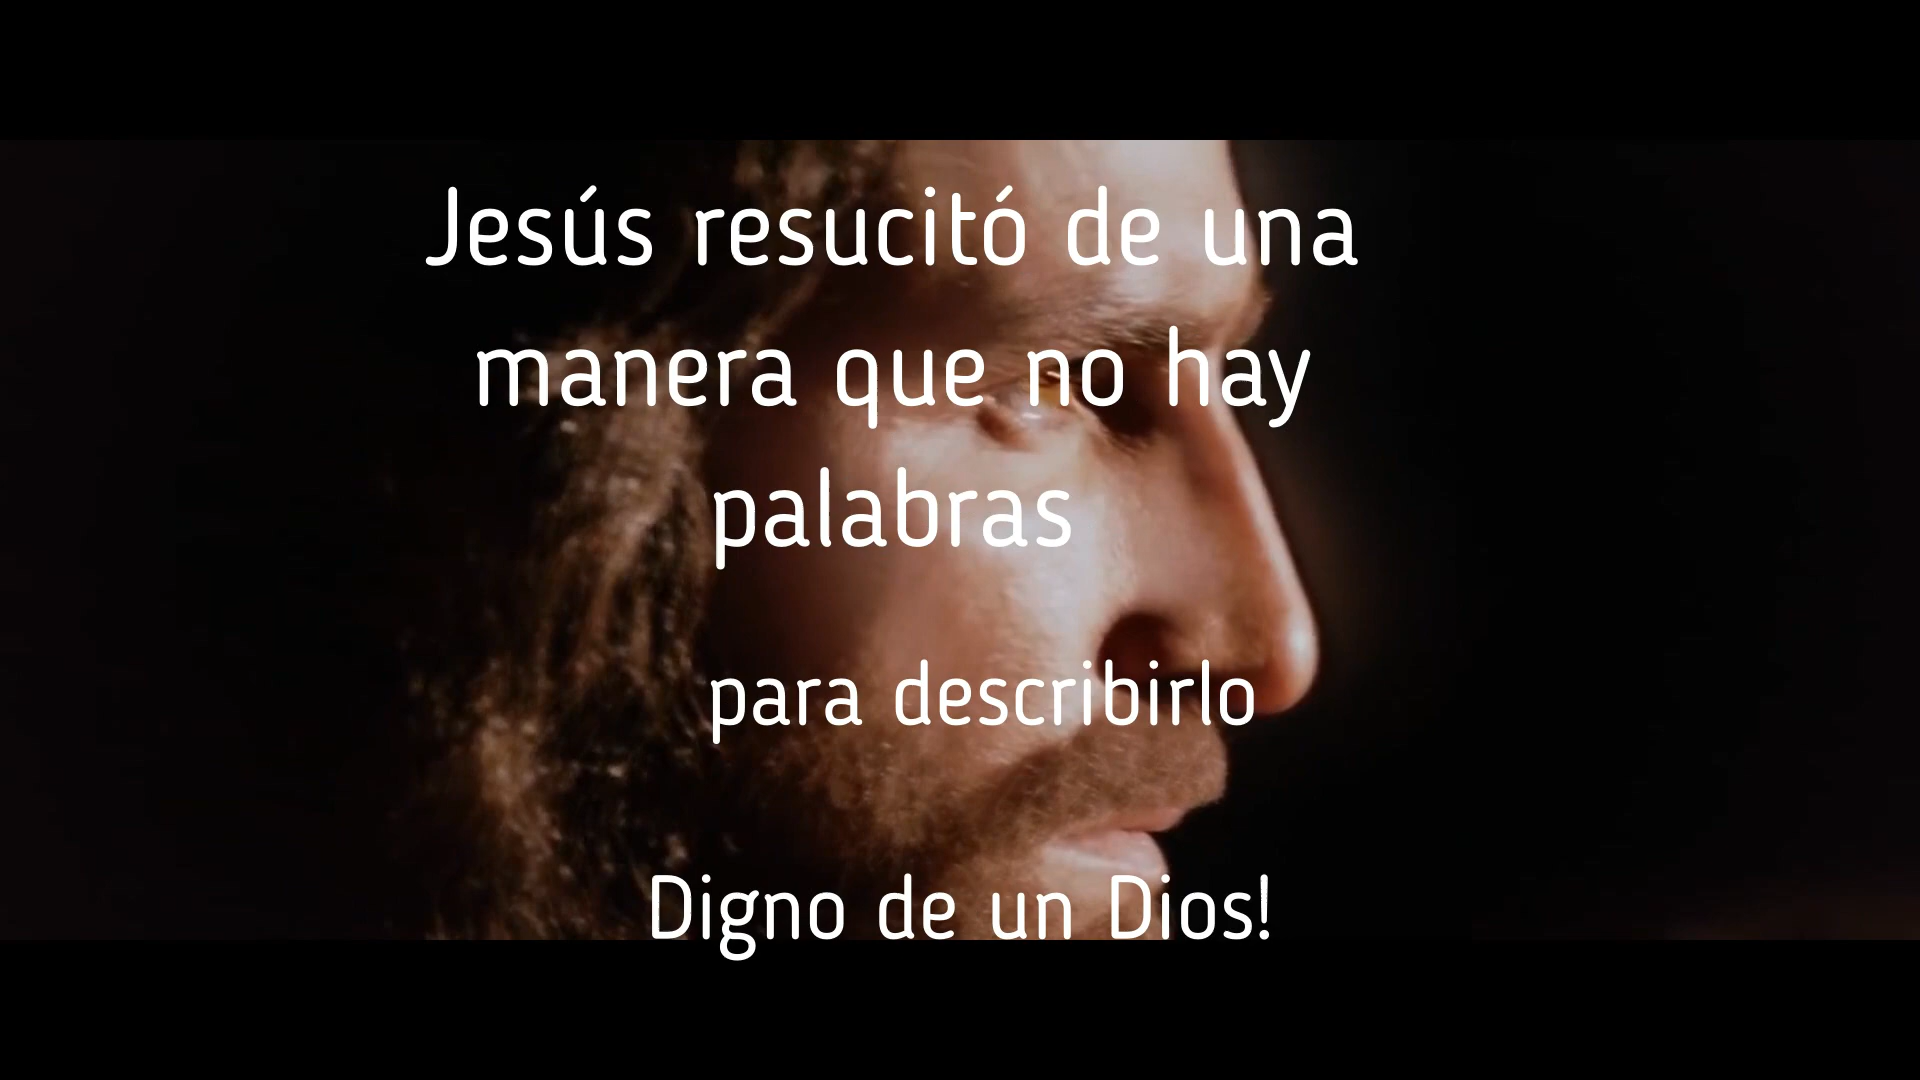 Jesús resucitó de una
manera que no hay
palabras
para describirlo
Digno de un Dios!